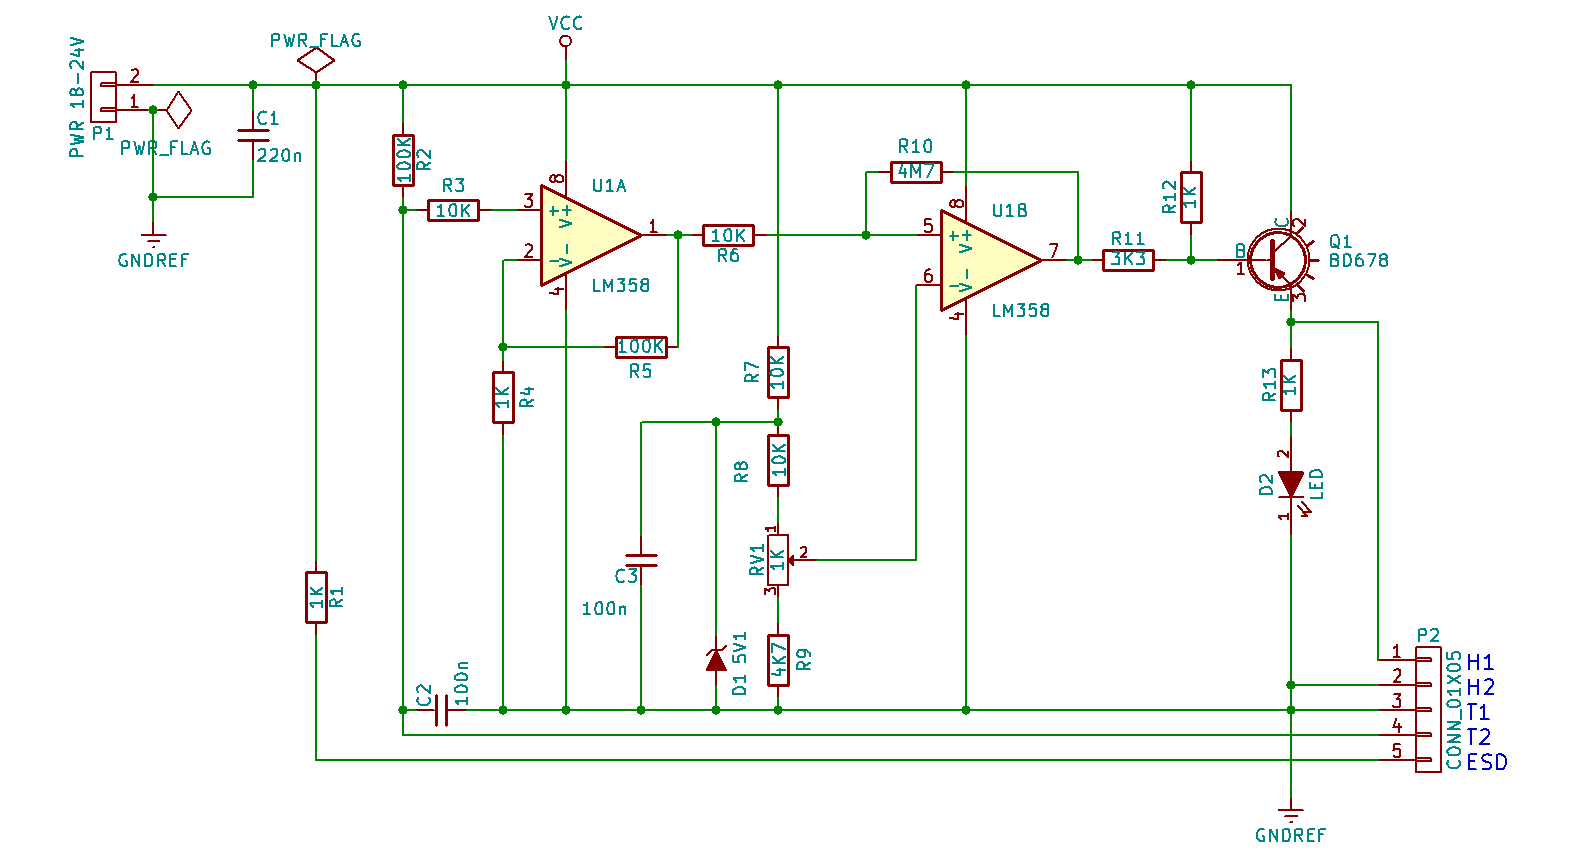 VCC
PWR_FLAG
PWR 18-24V
2
1
P1
PWR_FLAG
GNDREF
C1
220n
100K
R2
R3
10K
3
2
8
4
+
V+
V-
U1A
LM358
1
10K
R6
100K
R5
1K
R4
R10
4M7
5
6
8
4
+
V+
V-
U1B
LM358
7
R11
3K3
R12
1K
B
1
C
2
E
3
Q1
BD678
R7
10K
R8
10K
RV1
1K
1
2
3
R9
4K7
C3
100n
D1 5V1
R13
1K
2
D2
LED
1
1K
R1
C2
100n
P2
CONN_01X05
1
H1
2
H2
3
T1
4
T2
5
ESD
GNDREF